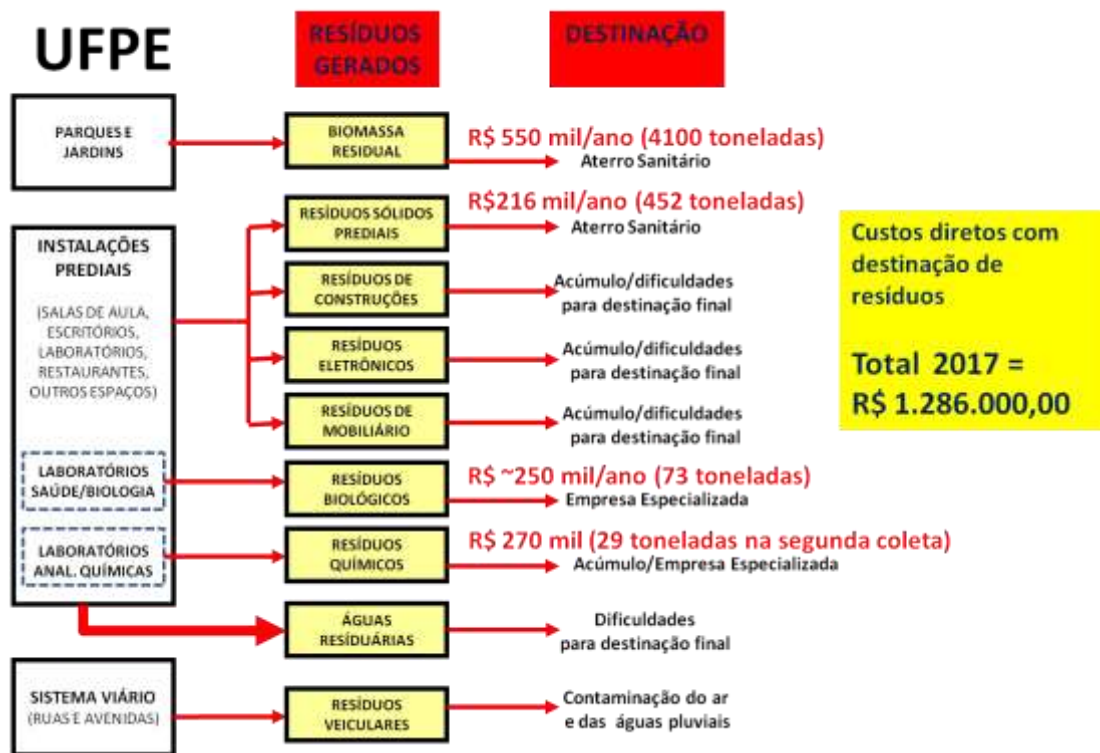 UFPE
RESÍDUOS
GERADOS
DESTINAÇÃO
PARQUES E
JARDINS
BIOMASSA
RESIDUAL
R$ 550 mil/ano (4100 toneladas)
Aterro Sanitário
INSTALAÇÕES
PREDIAIS
(SALAS DE AULA,
ESCRITÓRIOS,
LABORATÓRIOS,
RESTAURANTES,
OUTROS ESPAÇOS)
RESÍDUOS SÓLIDOS
PREDIAIS
R$216 mil/ano (452 toneladas)
Aterro Sanitário
RESÍDUOS DE
CONSTRUÇÕES
Acúmulo/dificuldades
para destinação final
RESÍDUOS
ELETRÔNICOS
Acúmulo/dificuldades
para destinação final
RESÍDUOS DE
MOBILIÁRIO
Acúmulo/dificuldades
para destinação final
LABORATÓRIOS
SAÚDE/BIOLOGIA
RESÍDUOS
BIOLÓGICOS
R$ ~250 mil/ano (73 toneladas)
Empresa Especializada
LABORATÓRIOS
ANAL. QUÍMICAS
RESÍDUOS
QUÍMICOS
R$ 270 mil (29 toneladas na segunda coleta)
Acúmulo/Empresa Especializada
ÁGUAS
RESÍDUÁRIAS
Dificuldades
para destinação final
SISTEMA VIÁRIO
(RUAS E AVENIDAS)
RESÍDUOS
VEICULARES
Contaminação do ar
e das águas pluviais
Custos diretos com
destinação de
resíduos
Total 2017 =
R$ 1.286.000,00